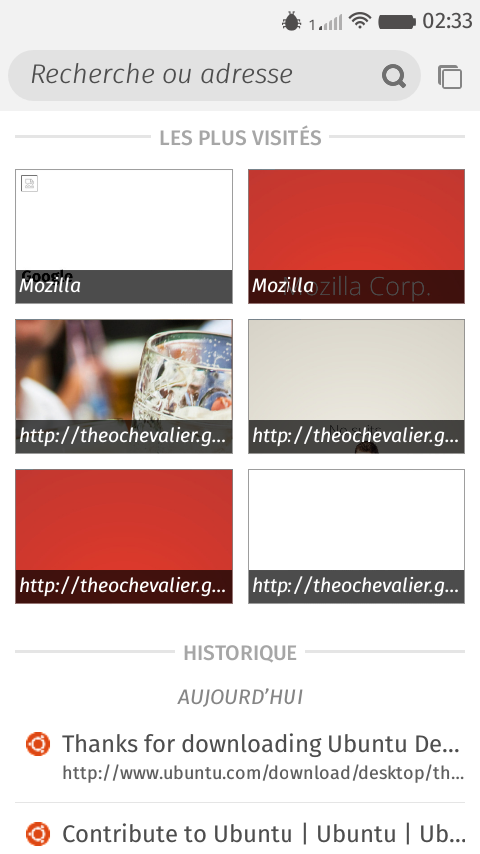 1 02:33
Recherche ou adresse
LES PLUS VISITÉS
Google
Mozilla
Mozilla Corp.
Mozilla
http://theochevalier.g...
http://theochevalier.g...
http://theochevalier.g...
http://theochevalier.g...
HISTORIQUE
AUJOURD'HUI
Thanks for downloading Ubuntu De...
http://www.ubuntu.com/download/desktop/th...
Contribute to Ubuntu | Ubuntu | Ub...